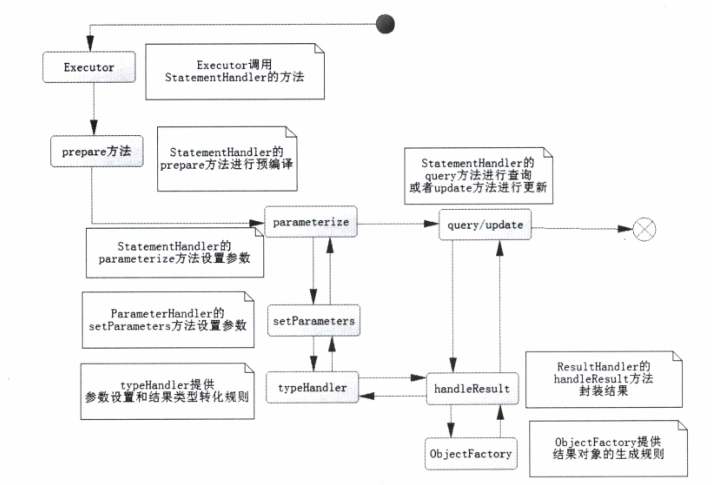 Executor
Executor调用
StatementHandler的方法
prepare方法
StatementHandler的
prepare方法进行预编译
StatementHandler的
query方法进行查询
或者update方法进行更新
parameterize
query/update
StatementHandler的
parameterize方法设置参数
ParameterHandler的
setParameters方法设置参数
setParameters
typeHandler提供
参数设置和结果类型转化规则
typeHandler
handleResult
ResultHandler的
handleResult方法
封装结果
ObjectFactory
ObjectFactory提供
结果对象的生成规则